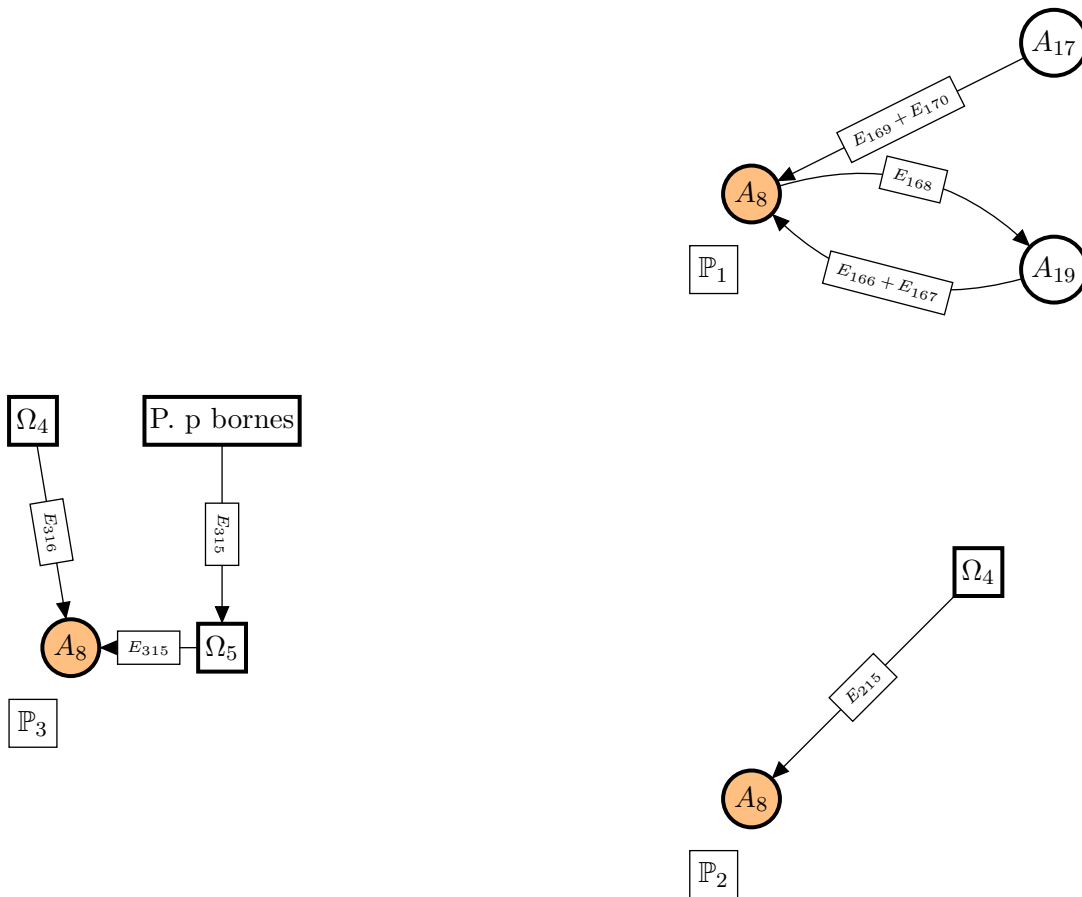 A₁₇
E₁₆₉ + E₁₇₀
E₁₆₈
A₈
A₁₉
ℙ₁
E₁₆₆ + E₁₆₇
Ω₄
P. p bornes
E₃₁₆
E₃₁₅
A₈
E₃₁₅
Ω₅
ℙ₃
Ω₄
E₂₁₅
A₈
ℙ₂